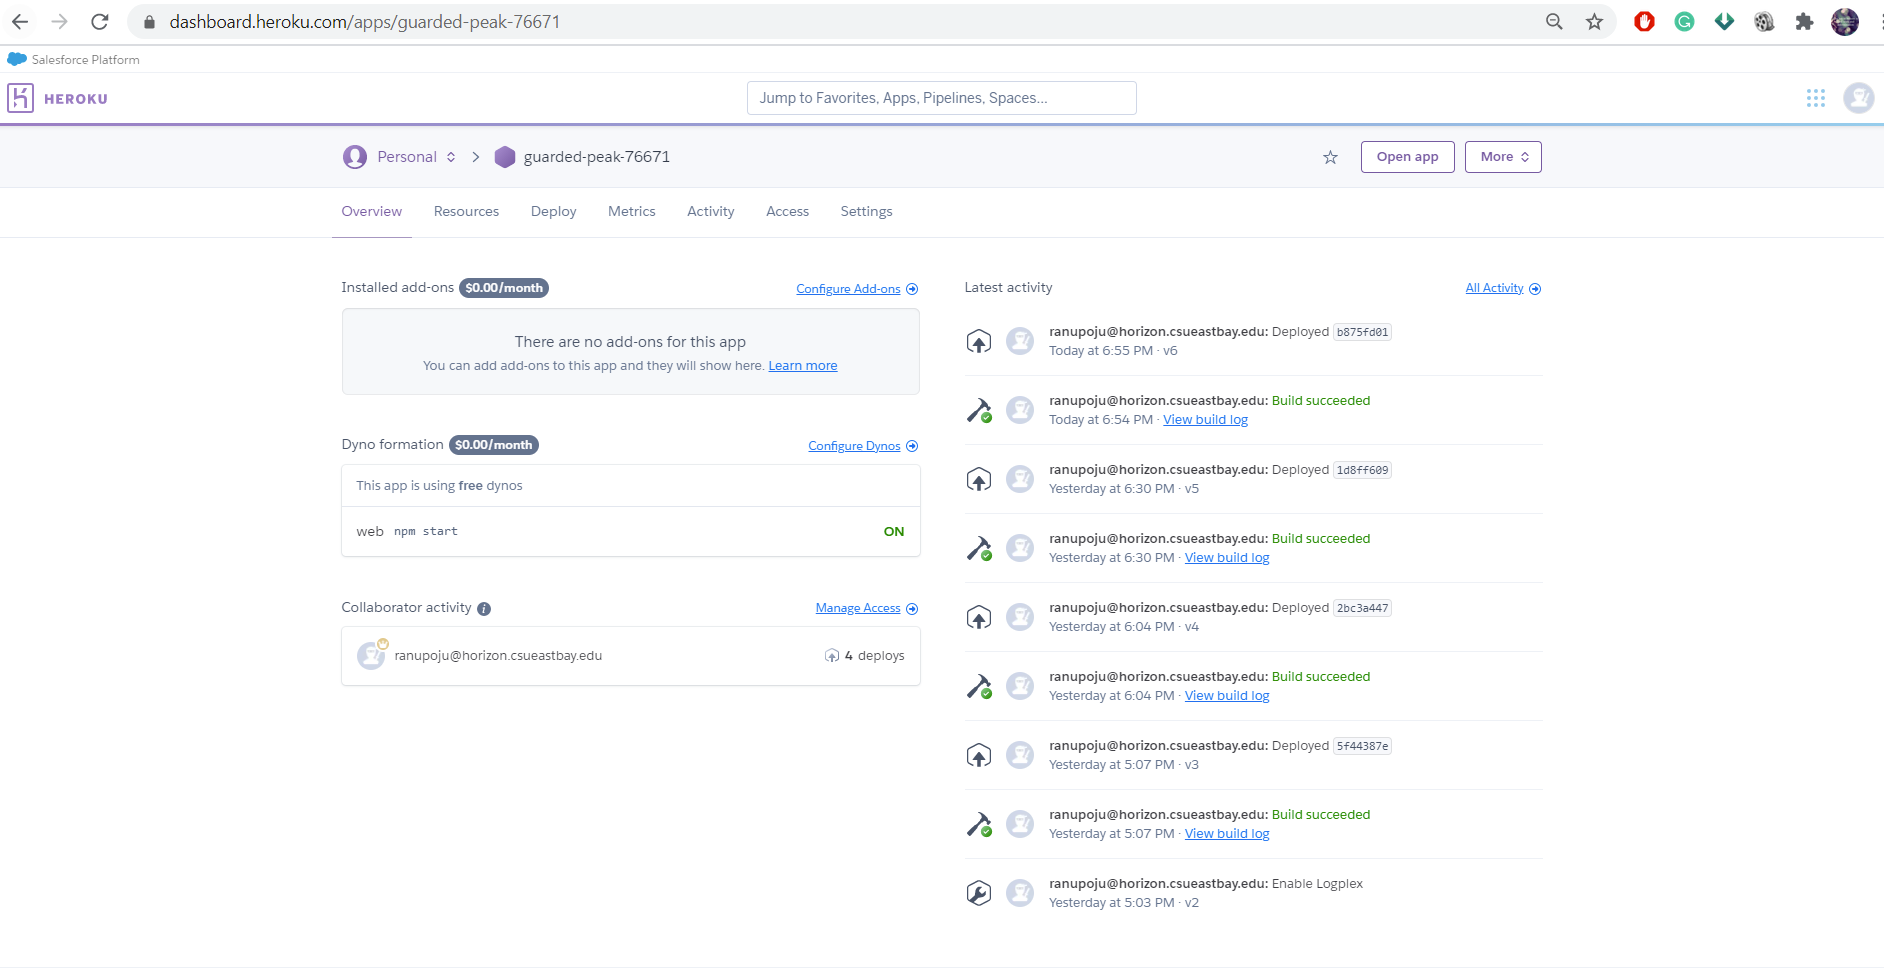 dashboard.heroku.com/apps/guarded-peak-76671
Salesforce Platform
HEROKU
Jump to Favorites, Apps, Pipelines, Spaces...
Personal
guarded-peak-76671
Open app
More
Overview
Resources
Deploy
Metrics
Activity
Access
Settings
Installed add-ons $0.00/month
Configure Add-ons
There are no add-ons for this app
You can add add-ons to this app and they will show here. Learn more
Dyno formation $0.00/month
Configure Dynos
This app is using free dynos
web npm start
ON
Collaborator activity i
Manage Access
ranupoju@horizon.csueastbay.edu
4 deploys
Latest activity
All Activity
ranupoju@horizon.csueastbay.edu: Deployed b875fd01
Today at 6:55 PM · v6
ranupoju@horizon.csueastbay.edu: Build succeeded
Today at 6:54 PM · View build log
ranupoju@horizon.csueastbay.edu: Deployed 1d8ff609
Yesterday at 6:30 PM · v5
ranupoju@horizon.csueastbay.edu: Build succeeded
Yesterday at 6:30 PM · View build log
ranupoju@horizon.csueastbay.edu: Deployed 2bc3a447
Yesterday at 6:04 PM · v4
ranupoju@horizon.csueastbay.edu: Build succeeded
Yesterday at 6:04 PM · View build log
ranupoju@horizon.csueastbay.edu: Deployed 5f44387e
Yesterday at 5:07 PM · v3
ranupoju@horizon.csueastbay.edu: Build succeeded
Yesterday at 5:07 PM · View build log
ranupoju@horizon.csueastbay.edu: Enable Logplex
Yesterday at 5:03 PM · v2